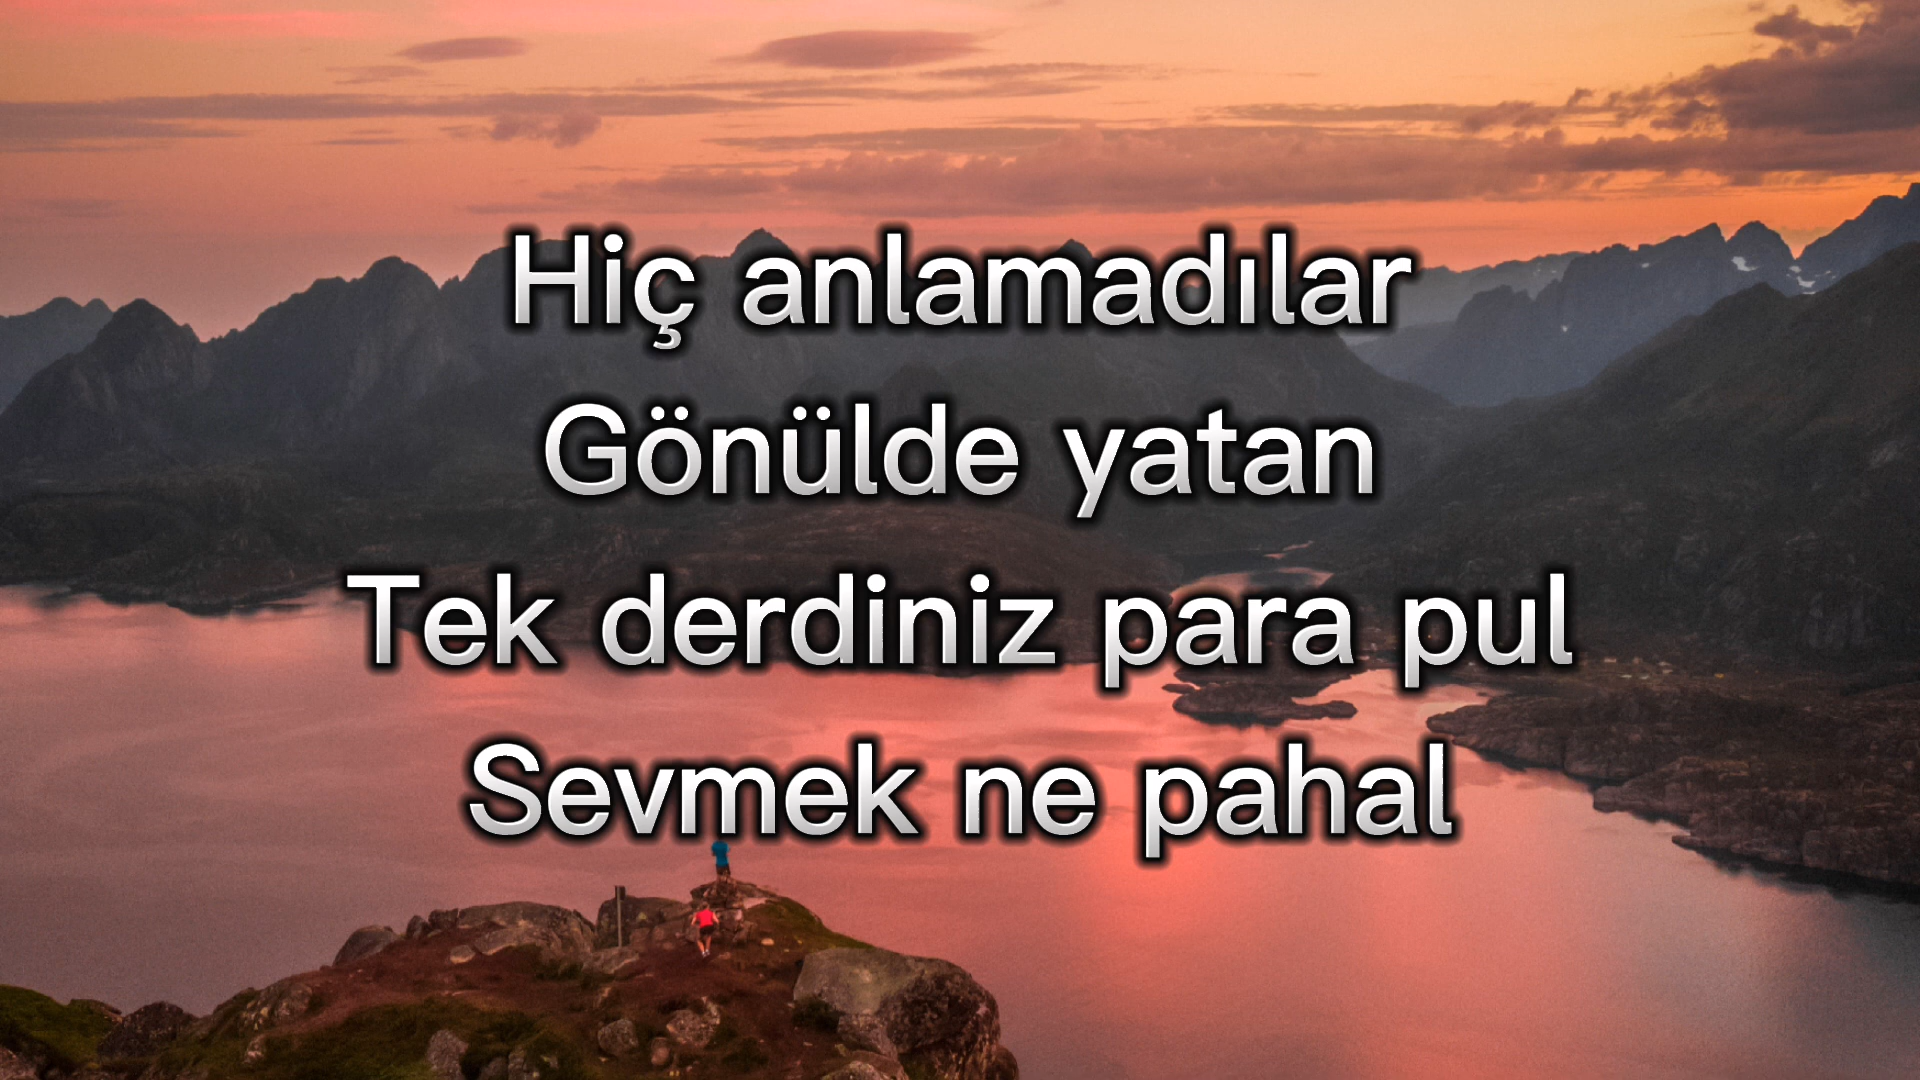 Hiç anlamadılar
Gönülde yatan
Tek derdiniz para pul
Sevmek ne pahal